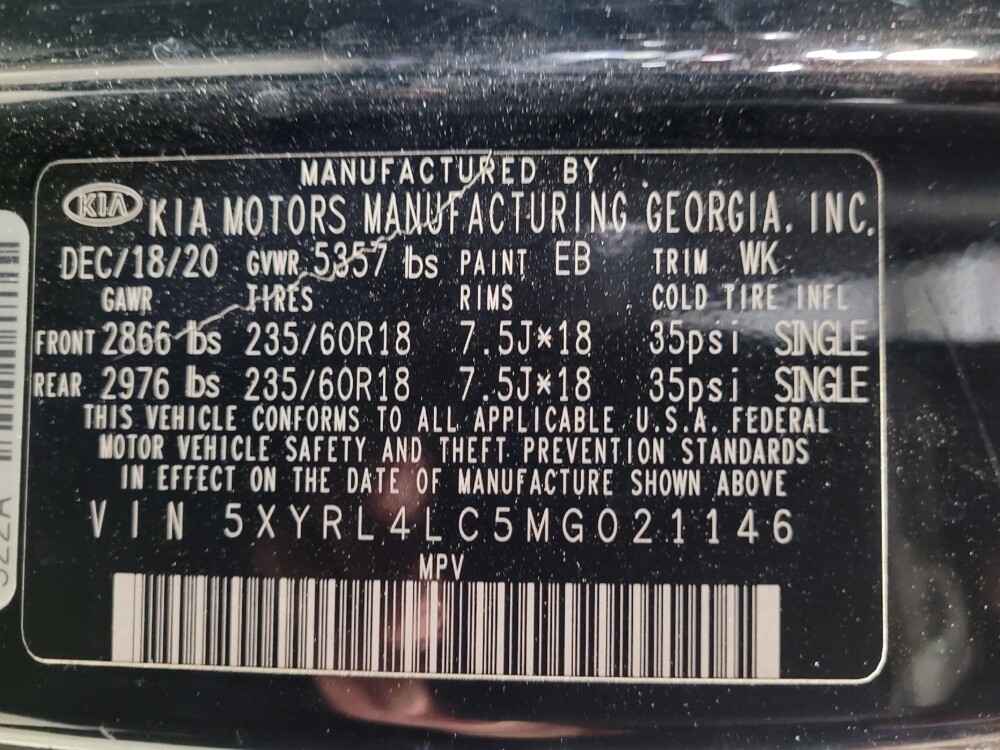 MANUFACTURED BY
KIA KIA MOTORS MANUFACTURING GEORGIA, INC.
DEC/18/20 GVWR 5357 lbs PAINT EB TRIM WK
GAWR TIRES RIMS COLD TIRE INFL
FRONT 2866 lbs 235/60R18 7.5J*18 35psi SINGLE
REAR 2976 lbs 235/60R18 7.5J*18 35psi SINGLE
THIS VEHICLE CONFORMS TO ALL APPLICABLE U.S.A. FEDERAL
MOTOR VEHICLE SAFETY AND THEFT PREVENTION STANDARDS
IN EFFECT ON THE DATE OF MANUFACTURE SHOWN ABOVE
VIN 5XYRL4LC5MG021146
MPV